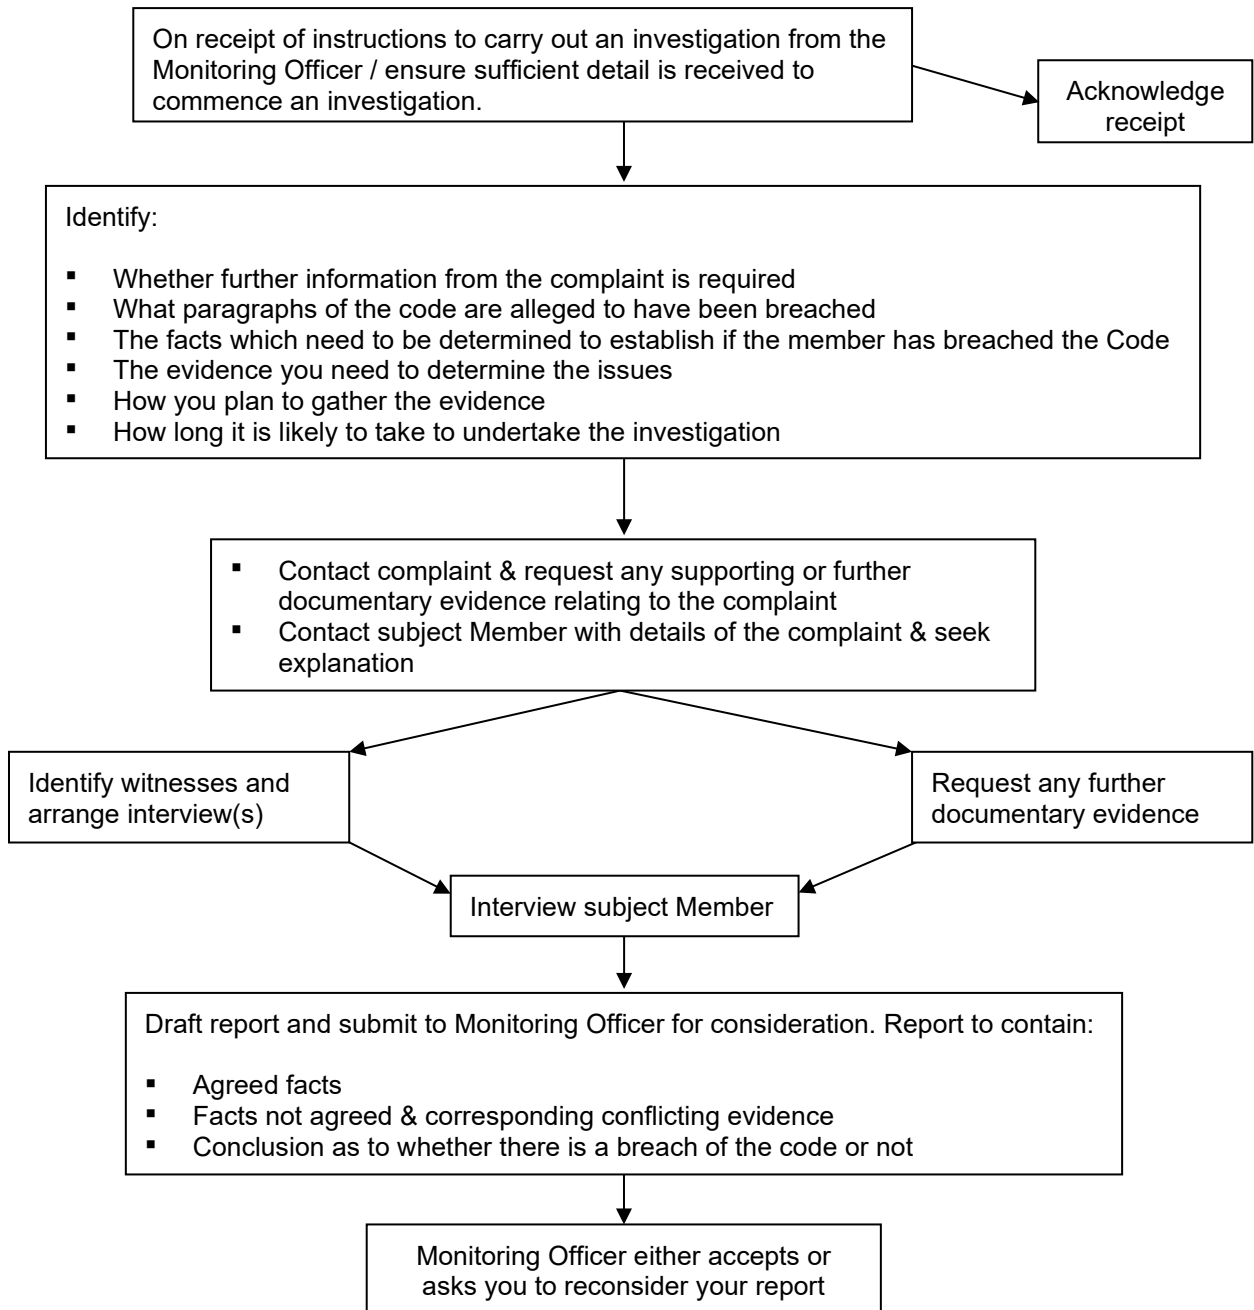 On receipt of instructions to carry out an investigation from the
Monitoring Officer / ensure sufficient detail is received to
commence an investigation.
Acknowledge
receipt
Identify:
▪ Whether further information from the complaint is required
▪ What paragraphs of the code are alleged to have been breached
▪ The facts which need to be determined to establish if the member has breached the Code
▪ The evidence you need to determine the issues
▪ How you plan to gather the evidence
▪ How long it is likely to take to undertake the investigation
▪ Contact complaint & request any supporting or further
documentary evidence relating to the complaint
▪ Contact subject Member with details of the complaint & seek
explanation
Identify witnesses and
arrange interview(s)
Request any further
documentary evidence
Interview subject Member
Draft report and submit to Monitoring Officer for consideration. Report to contain:
▪ Agreed facts
▪ Facts not agreed & corresponding conflicting evidence
▪ Conclusion as to whether there is a breach of the code or not
Monitoring Officer either accepts or
asks you to reconsider your report